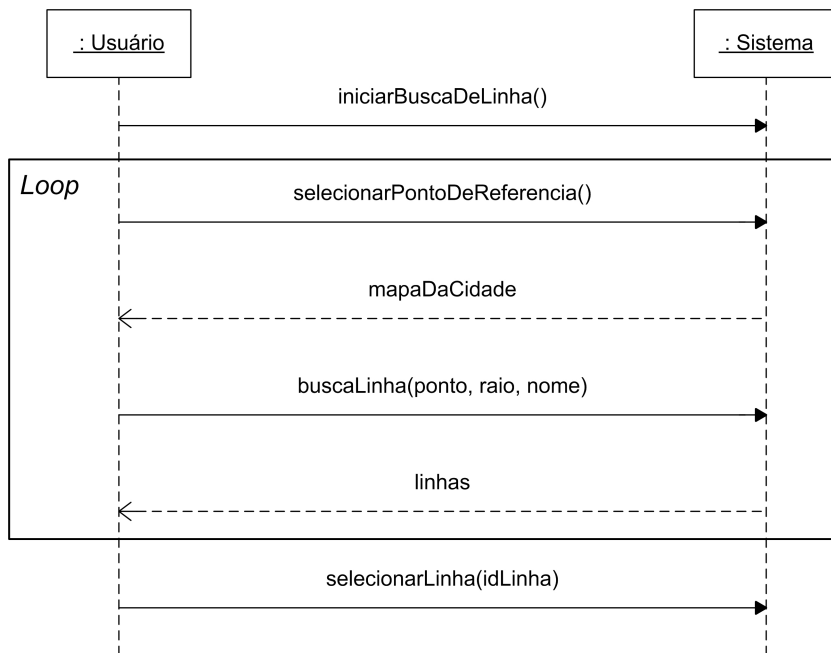 : Usuário
: Sistema
iniciarBuscaDeLinha()
Loop
selecionarPontoDeReferencia()
mapaDaCidade
buscaLinha(ponto, raio, nome)
linhas
selecionarLinha(idLinha)